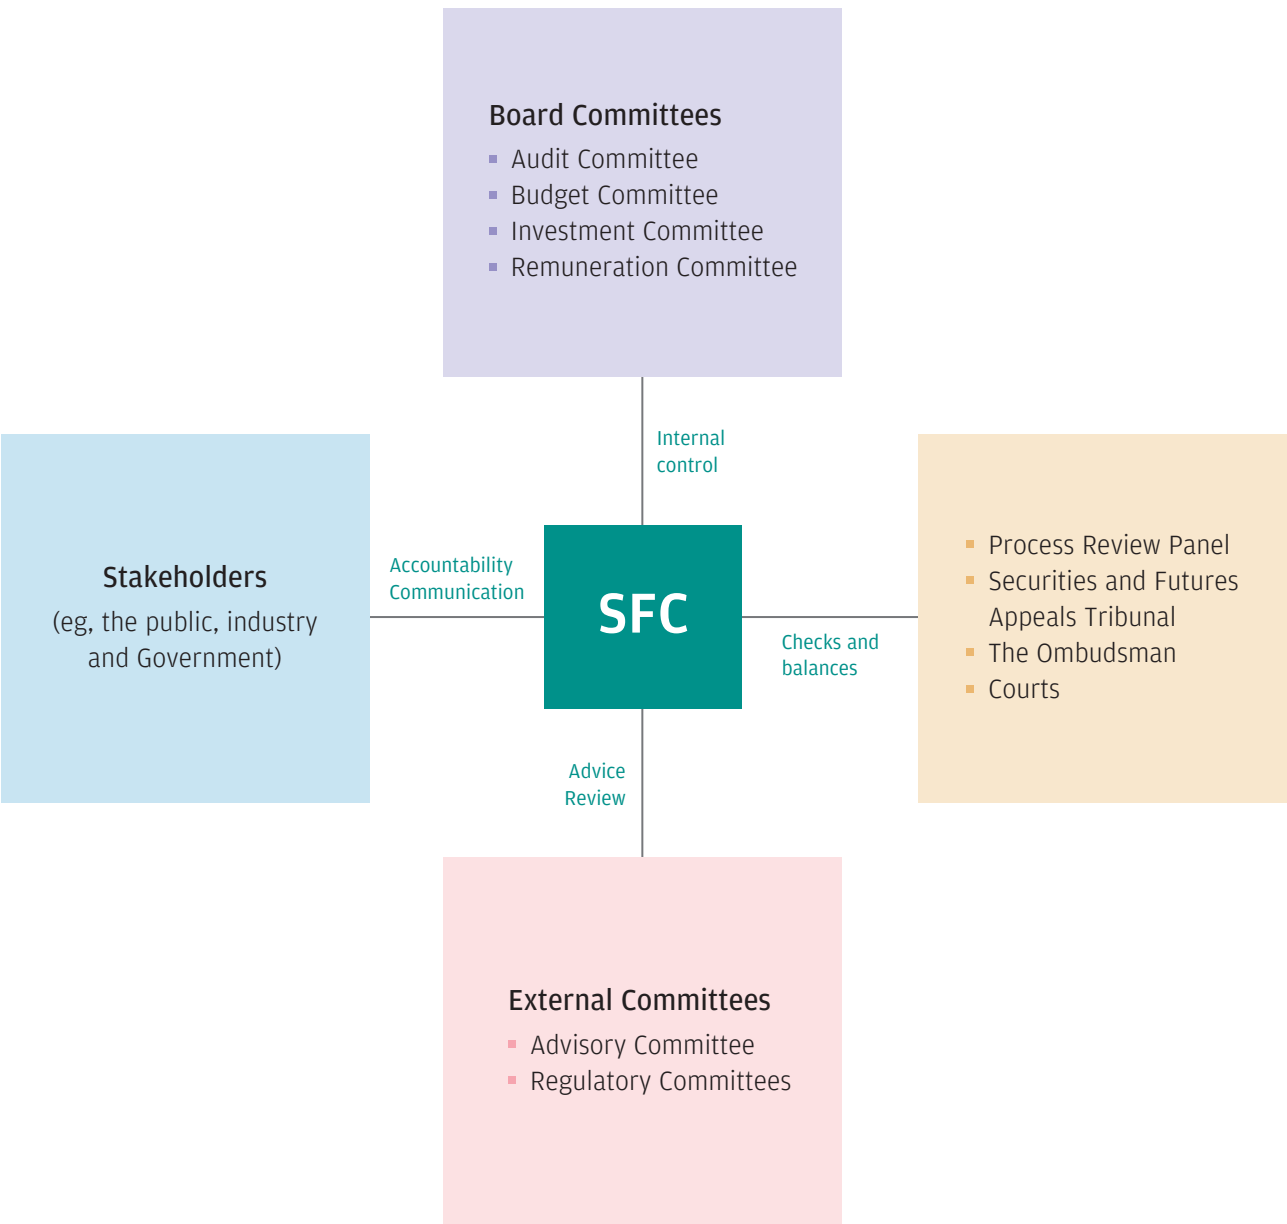 Board Committees
Audit Committee
Budget Committee
Investment Committee
Remuneration Committee
Internal
control
Stakeholders
(eg, the public, industry
and Government)
Accountability
Communication
SFC
Checks and
balances
Process Review Panel
Securities and Futures
Appeals Tribunal
The Ombudsman
Courts
Advice
Review
External Committees
Advisory Committee
Regulatory Committees